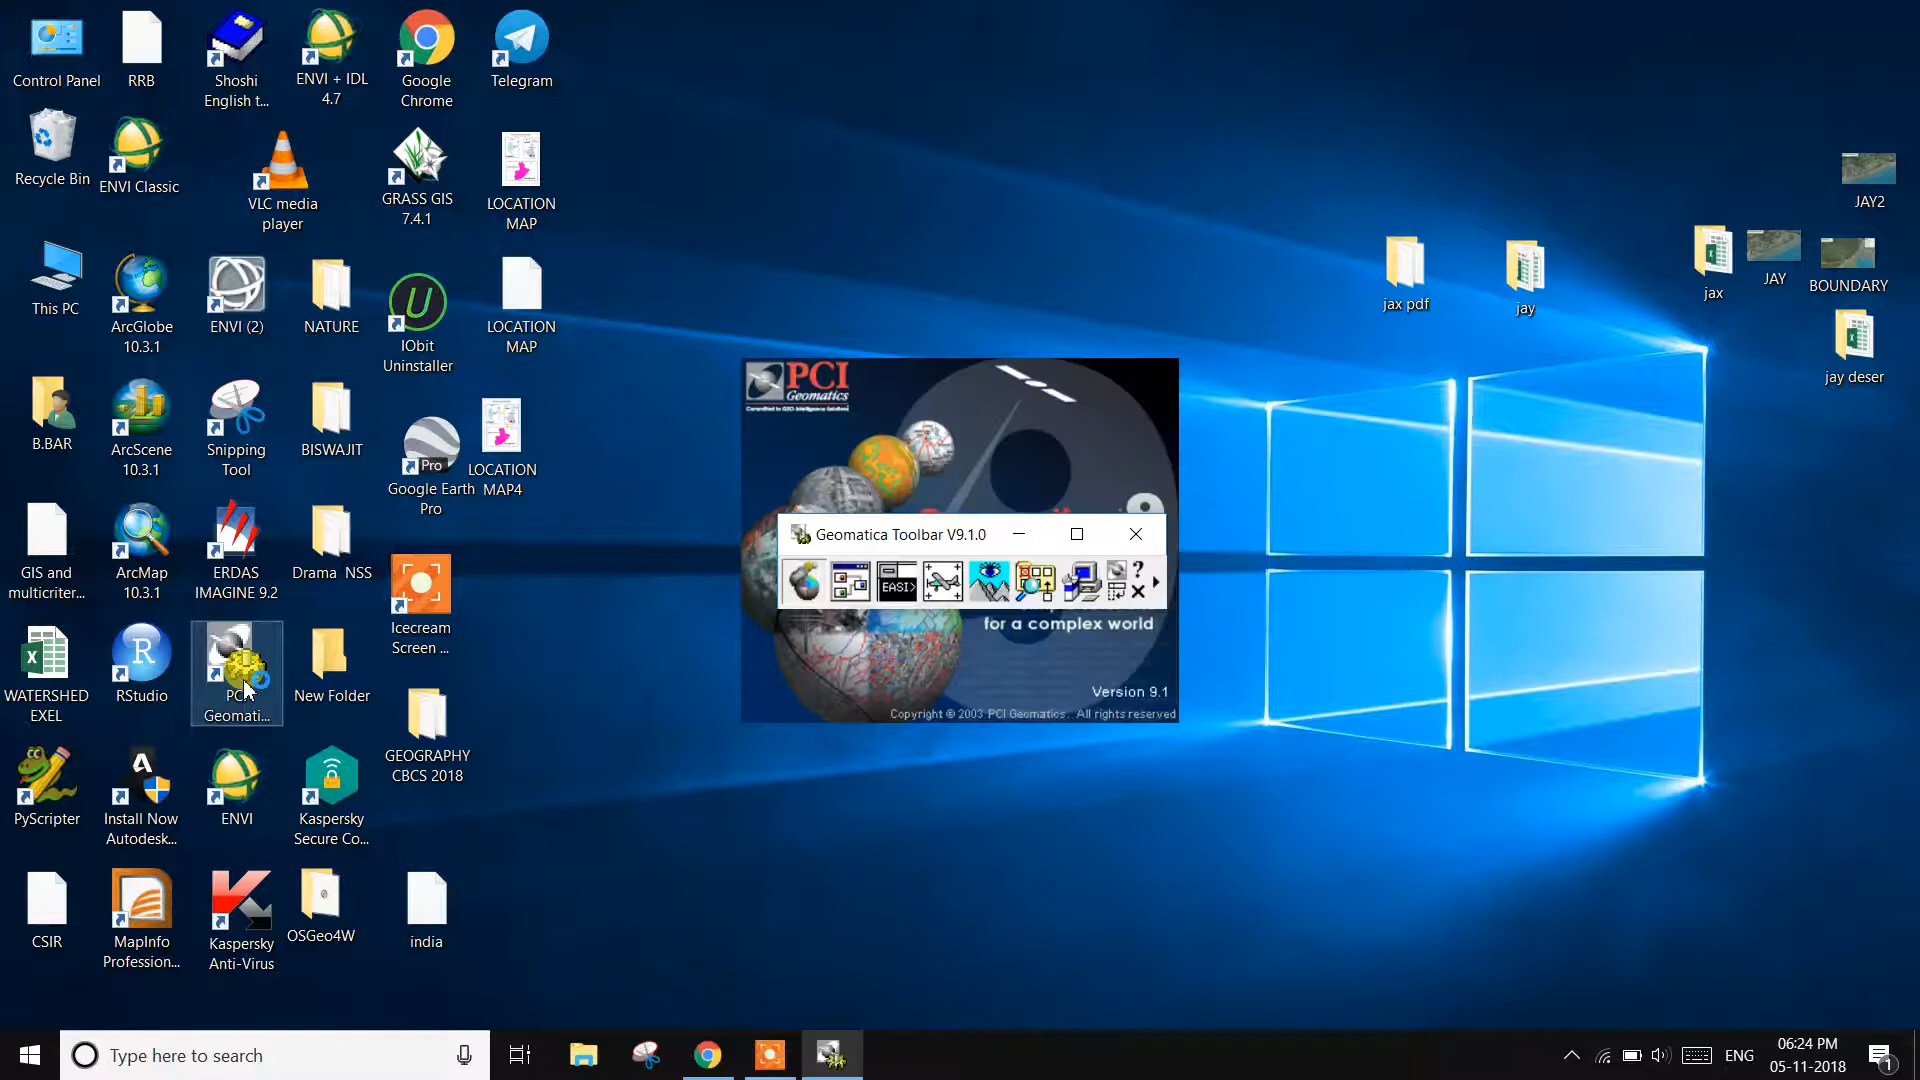 Control Panel
RRB
Shoshi
English t...
ENVI + IDL
4.7
Google
Chrome
Telegram
Recycle Bin
ENVI Classic
VLC media
player
GRASS GIS
7.4.1
LOCATION
MAP
This PC
ArcGlobe
10.3.1
ENVI (2)
NATURE
IObit
Uninstaller
LOCATION
MAP
B.BAR
ArcScene
10.3.1
Snipping
Tool
BISWAJIT
Pro
Google Earth
Pro
LOCATION
MAP4
GIS and
multicriter...
ArcMap
10.3.1
ERDAS
IMAGINE 9.2
Drama NSS
Icecream
Screen ...
WATERSHED
EXEL
RStudio
Geomati...
New Folder
GEOGRAPHY
CBCS 2018
PyScripter
Install Now
Autodesk...
ENVI
Kaspersky
Secure Co...
CSIR
MapInfo
Profession...
Kaspersky
Anti-Virus
OSGeo4W
india
PCI
Geomatics
Committed to GEO-Intelligence Solutions
Geomatica Toolbar V9.1.0
EASI>
for a complex world
Version 9.1
Copyright © 2003 PCI Geomatics. All rights reserved
JAY2
jax pdf
jay
jax
JAY
BOUNDARY
jay deser
Type here to search
ENG
06:24 PM
05-11-2018
1